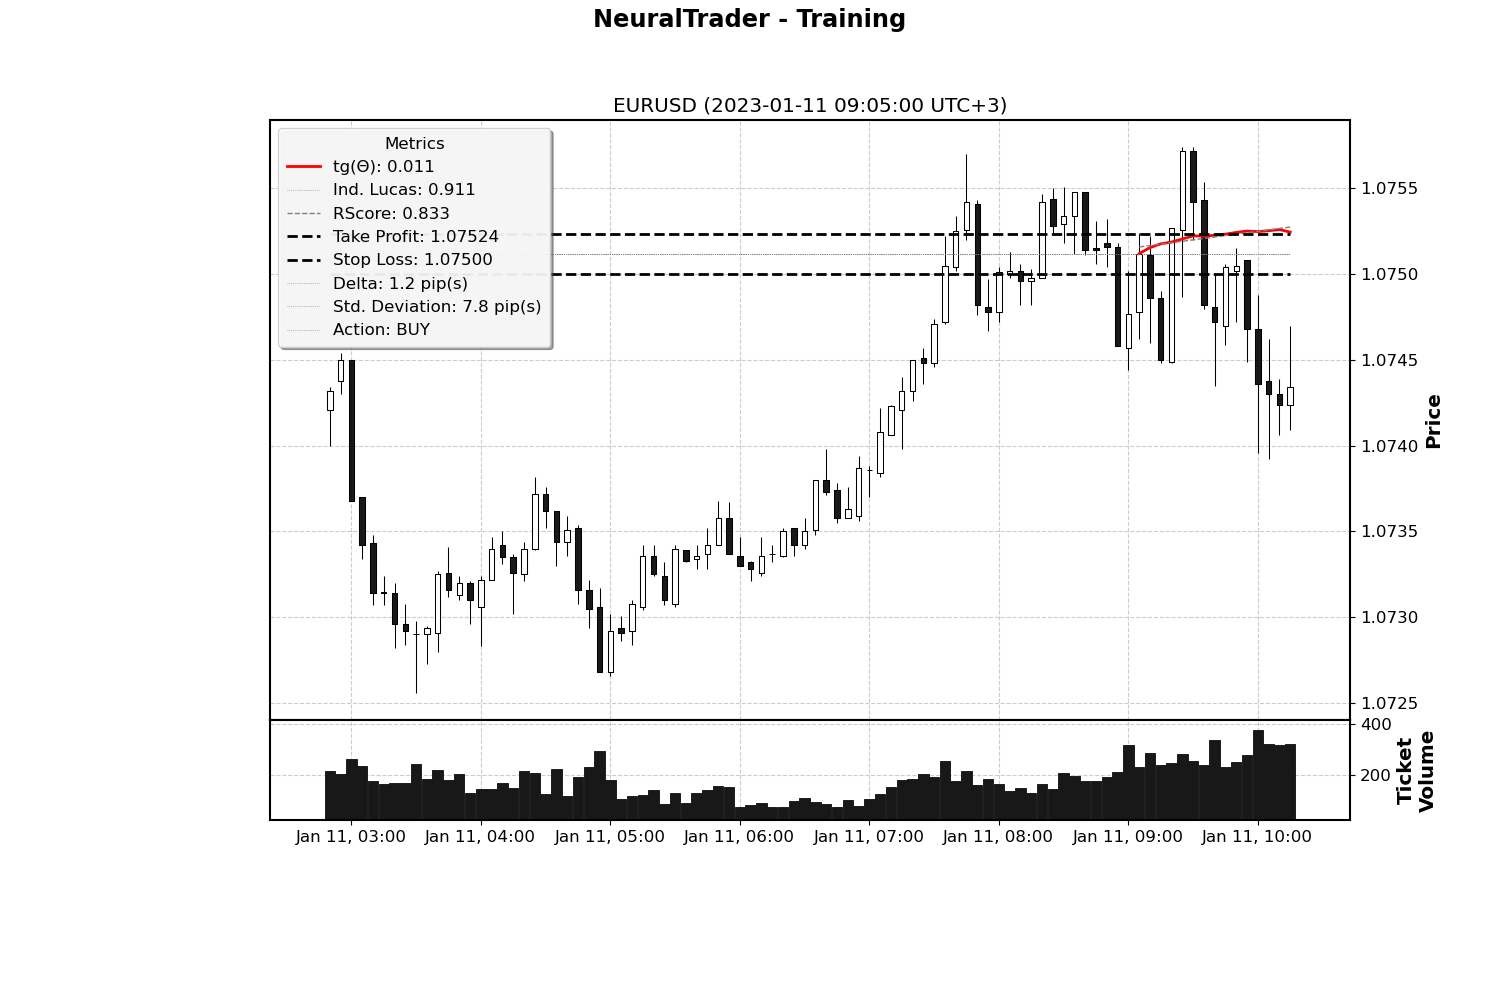 NeuralTrader - Training
EURUSD (2023-01-11 09:05:00 UTC+3)
Metrics
tg(Θ): 0.011
Ind. Lucas: 0.911
RScore: 0.833
Take Profit: 1.07524
Stop Loss: 1.07500
Delta: 1.2 pip(s)
Std. Deviation: 7.8 pip(s)
Action: BUY
1.0755
1.0750
1.0745
1.0740
1.0735
1.0730
1.0725
Price
400
200
Ticket
Volume
Jan 11, 03:00
Jan 11, 04:00
Jan 11, 05:00
Jan 11, 06:00
Jan 11, 07:00
Jan 11, 08:00
Jan 11, 09:00
Jan 11, 10:00